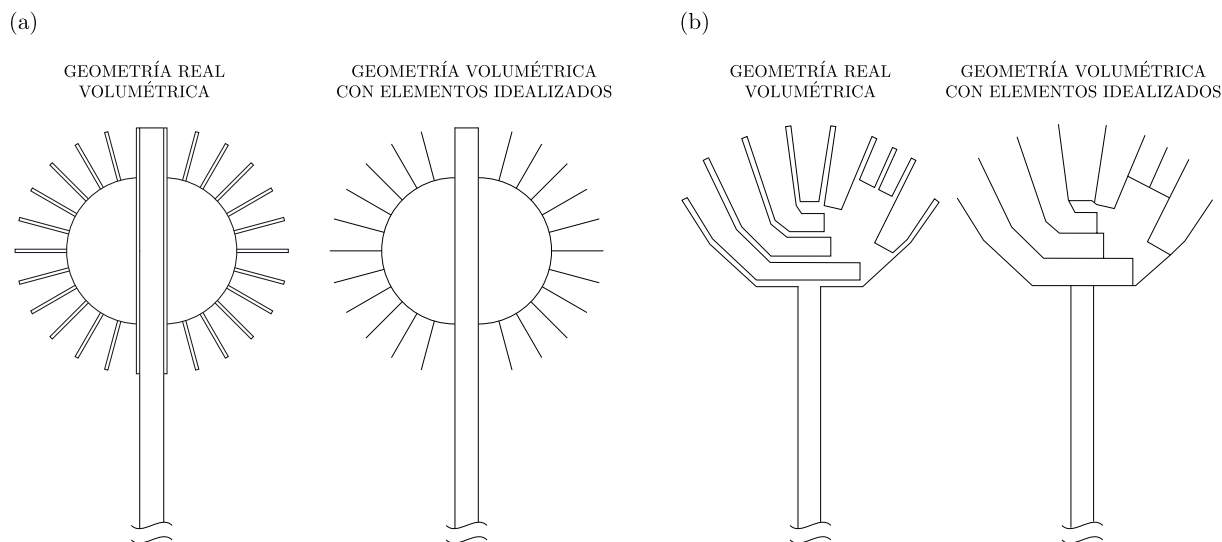 (a)
GEOMETRÍA REAL
VOLUMÉTRICA
GEOMETRÍA VOLUMÉTRICA
CON ELEMENTOS IDEALIZADOS
(b)
GEOMETRÍA REAL
VOLUMÉTRICA
GEOMETRÍA VOLUMÉTRICA
CON ELEMENTOS IDEALIZADOS